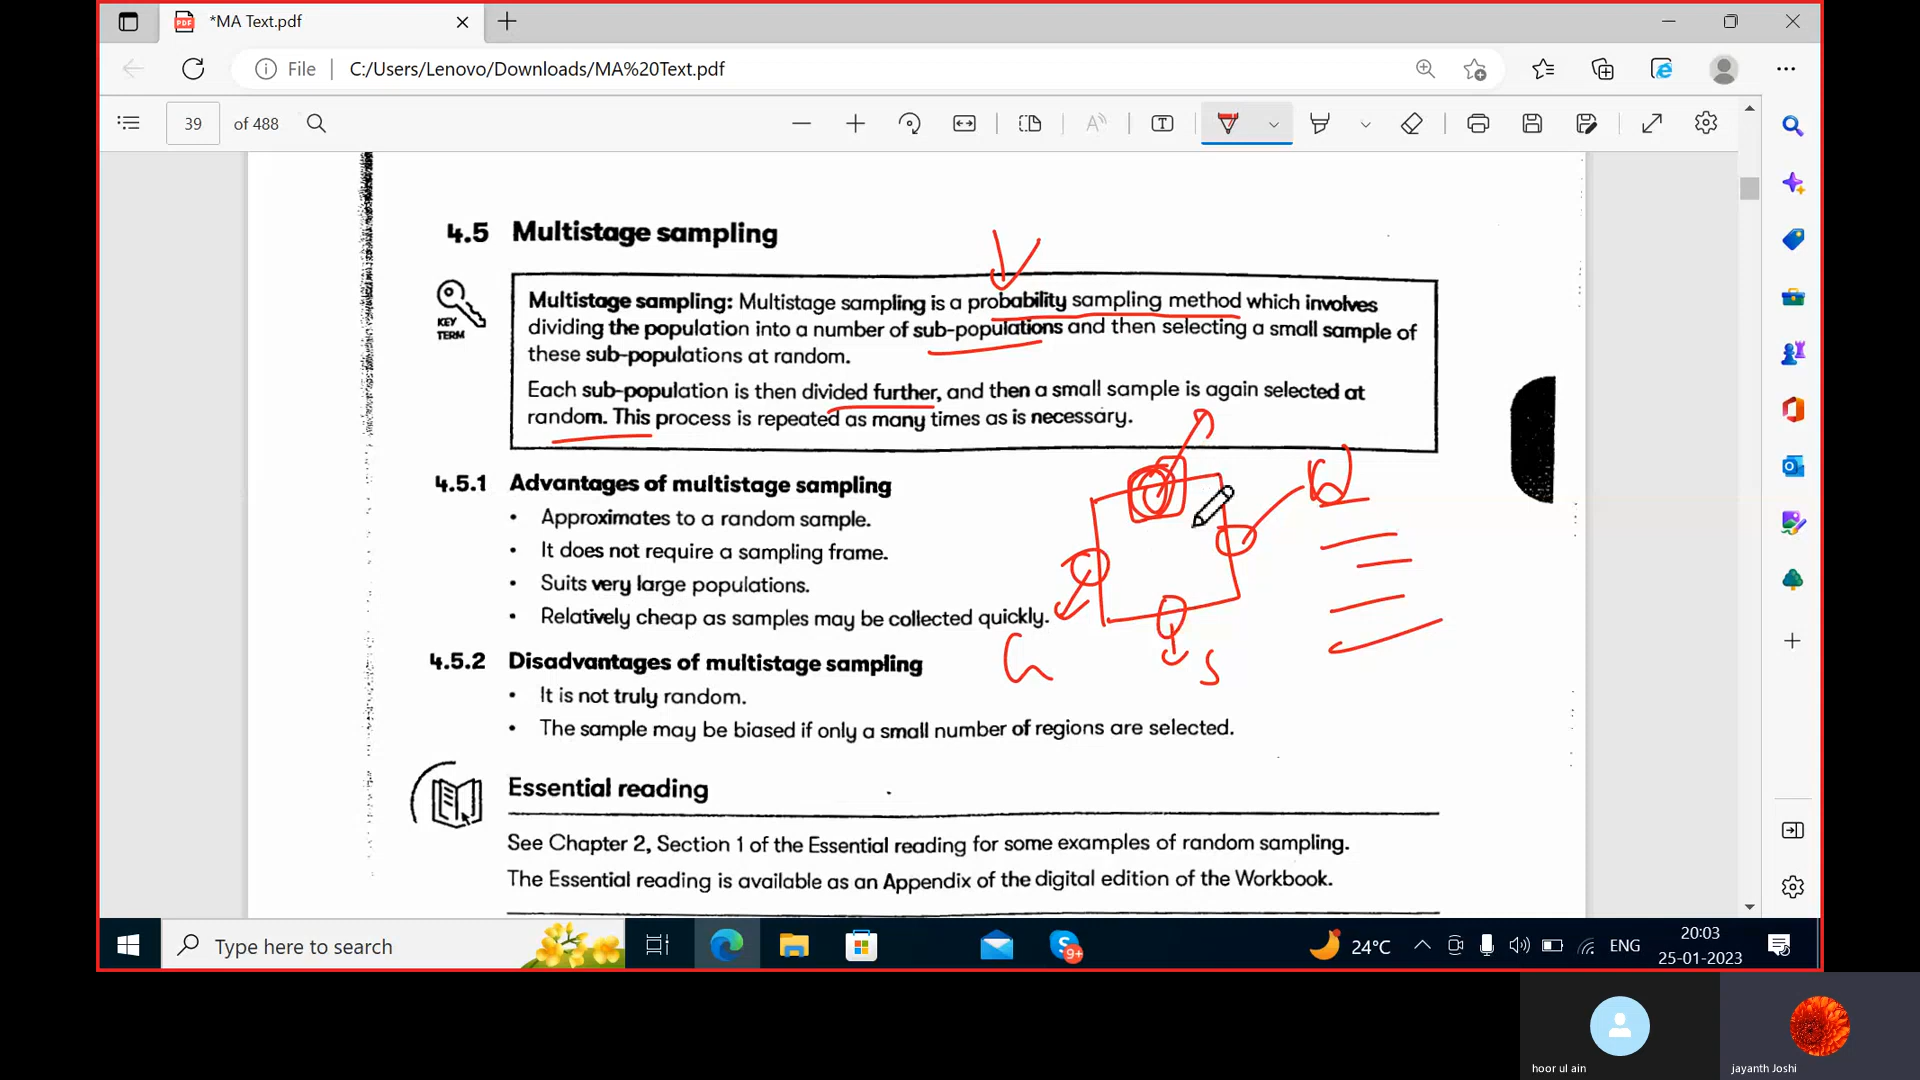 *MA Text.pdf
File
C:/Users/Lenovo/Downloads/MA%20Text.pdf
39 of 488
4.5 Multistage sampling
KEY TERM
Multistage sampling: Multistage sampling is a probability sampling method which involves
dividing the population into a number of sub-populations and then selecting a small sample of
these sub-populations at random.
Each sub-population is then divided further, and then a small sample is again selected at
random. This process is repeated as many times as is necessary.
4.5.1 Advantages of multistage sampling
• Approximates to a random sample.
• It does not require a sampling frame.
• Suits very large populations.
• Relatively cheap as samples may be collected quickly.
S
4.5.2 Disadvantages of multistage sampling
• It is not truly random.
• The sample may be biased if only a small number of regions are selected.
Essential reading
See Chapter 2, Section 1 of the Essential reading for some examples of random sampling.
The Essential reading is available as an Appendix of the digital edition of the Workbook.
Type here to search
9+
24°C
ENG
20:03
25-01-2023
hoor ul ain
jayanth Joshi